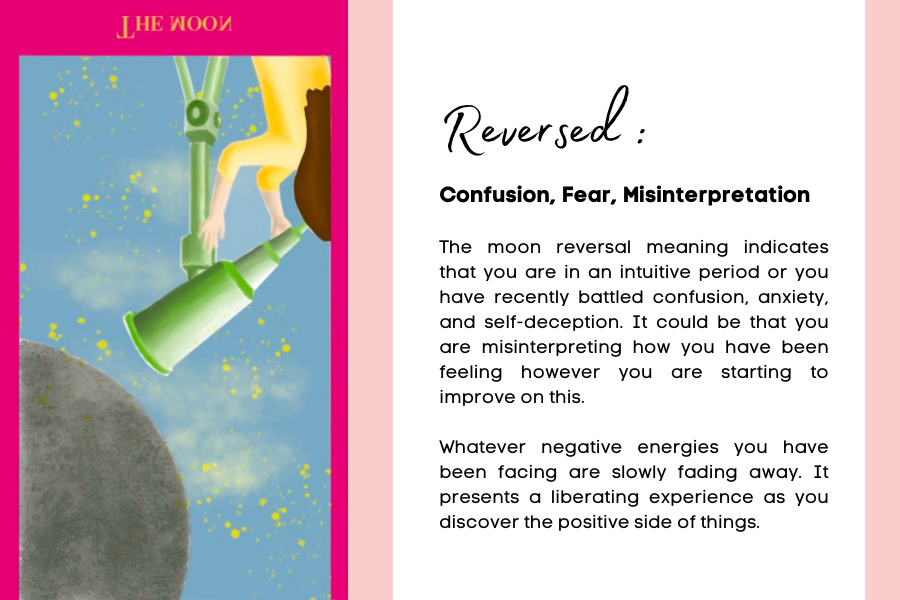 THE MOON
Reversed :
Confusion, Fear, Misinterpretation
The moon reversal meaning indicates
that you are in an intuitive period or you
have recently battled confusion, anxiety,
and self-deception. It could be that you
are misinterpreting how you have been
feeling however you are starting to
improve on this.
Whatever negative energies you have
been facing are slowly fading away. It
presents a liberating experience as you
discover the positive side of things.